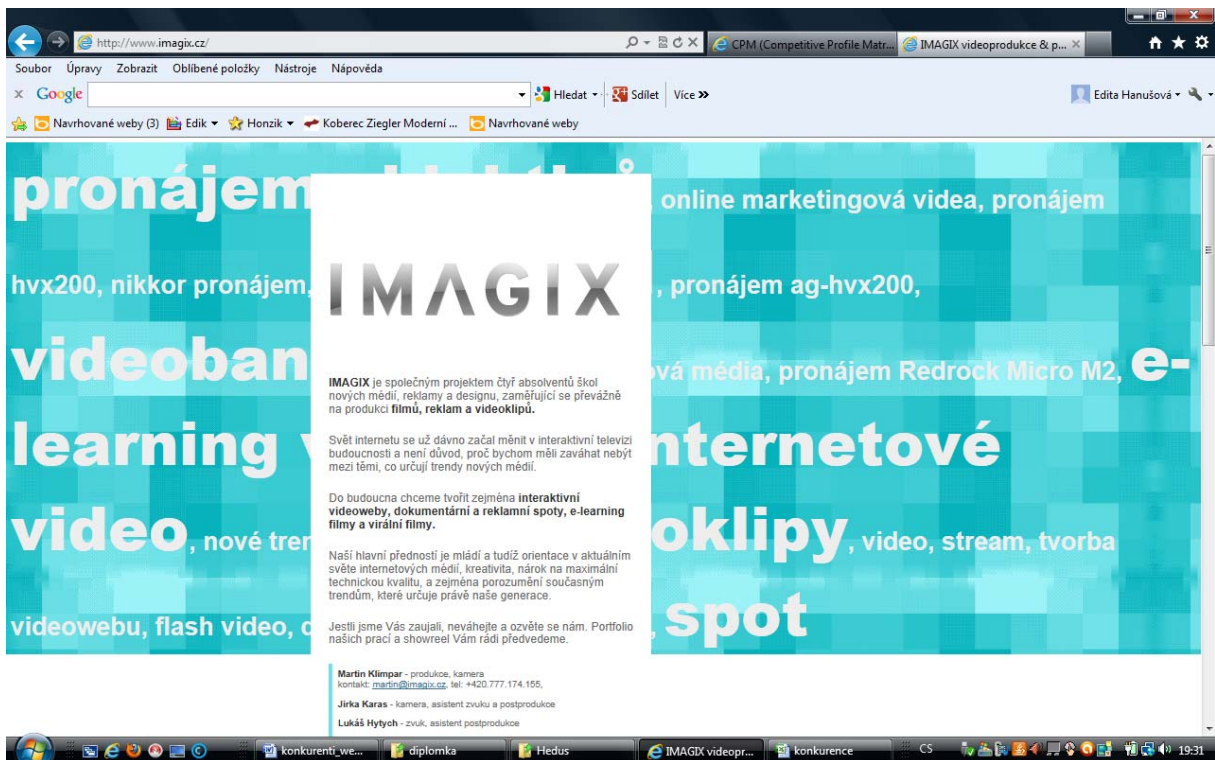 http://www.imagix.cz/
CPM (Competitive Profile Matr...
IMAGIX videoprodukce & p...
Soubor Úpravy Zobrazit Oblíbené položky Nástroje Nápověda
x Google Hledat Sdílet Více » Edita Hanušová
Navrhované weby (3) Edik Honzik Koberec Ziegler Moderní ... Navrhované weby
pronájem , online marketingová videa, pronájem
hvx200, nikkor pronájem, , pronájem ag-hvx200,
videoban ová média, pronájem Redrock Micro M2, e-
learning v nternetové
video, nové tren oklipy, video, stream, tvorba
videowebu, flash video, , spot
IMAGIX
IMAGIX je společným projektem čtyř absolventů škol
nových médií, reklamy a designu, zaměřující se převážně
na produkci filmů, reklam a videoklipů.
Svět internetu se už dávno začal měnit v interaktivní televizi
budoucnosti a není důvod, proč bychom měli zaváhat nebýt
mezi těmi, co určují trendy nových médií.
Do budoucna chceme tvořit zejména interaktivní
videoweby, dokumentární a reklamní spoty, e-learning
filmy a virální filmy.
Naší hlavní předností je mládí a tudíž orientace v aktuálním
světe internetových médií, kreativita, nárok na maximální
technickou kvalitu, a zejména porozumění současným
trendům, které určuje právě naše generace.
Jestli jsme Vás zaujali, neváhejte a ozvěte se nám. Portfolio
našich prací a showreel Vám rádi předvedeme.
Martin Klimpar - produkce, kamera
kontakt: martin@imagix.cz, tel: +420.777.174.155,
Jirka Karas - kamera, asistent zvuku a postprodukce
Lukáš Hytych - zvuk, asistent postprodukce
konkurenti_we... diplomka Hedus IMAGIX videopr... konkurence CS 19:31